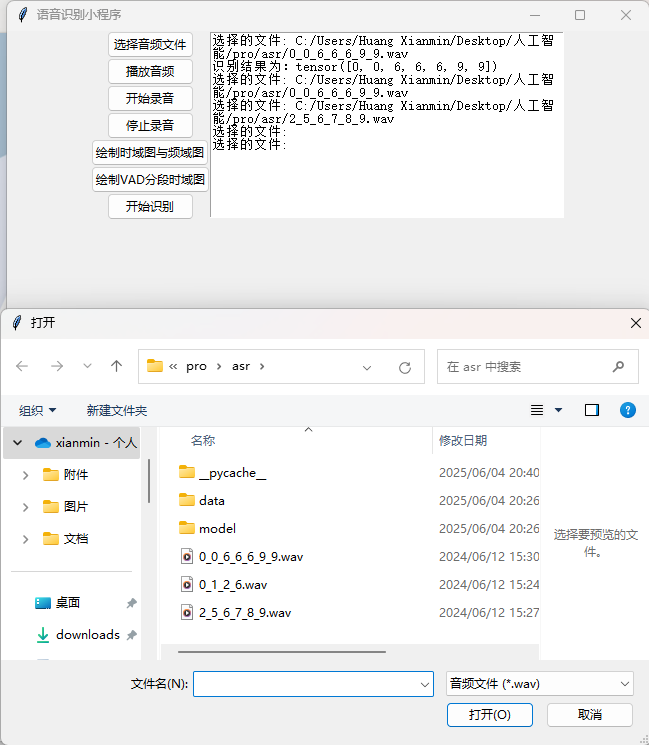 语音识别小程序
选择音频文件
播放音频
开始录音
停止录音
绘制时域图与频域图
绘制VAD分段时域图
开始识别
选择的文件: C:/Users/Huang Xianmin/Desktop/人工智
能/pro/asr/0_0_6_6_6_9_9.wav
识别结果为: tensor([0, 0, 6, 6, 6, 9, 9])
选择的文件: C:/Users/Huang Xianmin/Desktop/人工智
能/pro/asr/0_0_6_6_6_9_9.wav
选择的文件: C:/Users/Huang Xianmin/Desktop/人工智
能/pro/asr/2_5_6_7_8_9.wav
选择的文件:
选择的文件:
打开
« pro › asr ›
在 asr 中搜索
组织
新建文件夹
xianmin - 个人
附件
图片
文档
桌面
downloads
名称 修改日期
__pycache__ 2025/06/04 20:40
data 2025/06/04 20:26
model 2025/06/04 20:26
0_0_6_6_6_9_9.wav 2024/06/12 15:30
0_1_2_6.wav 2024/06/12 15:24
2_5_6_7_8_9.wav 2024/06/12 15:27
选择要预览的文
件。
文件名(N):
音频文件 (*.wav)
打开(O)
取消